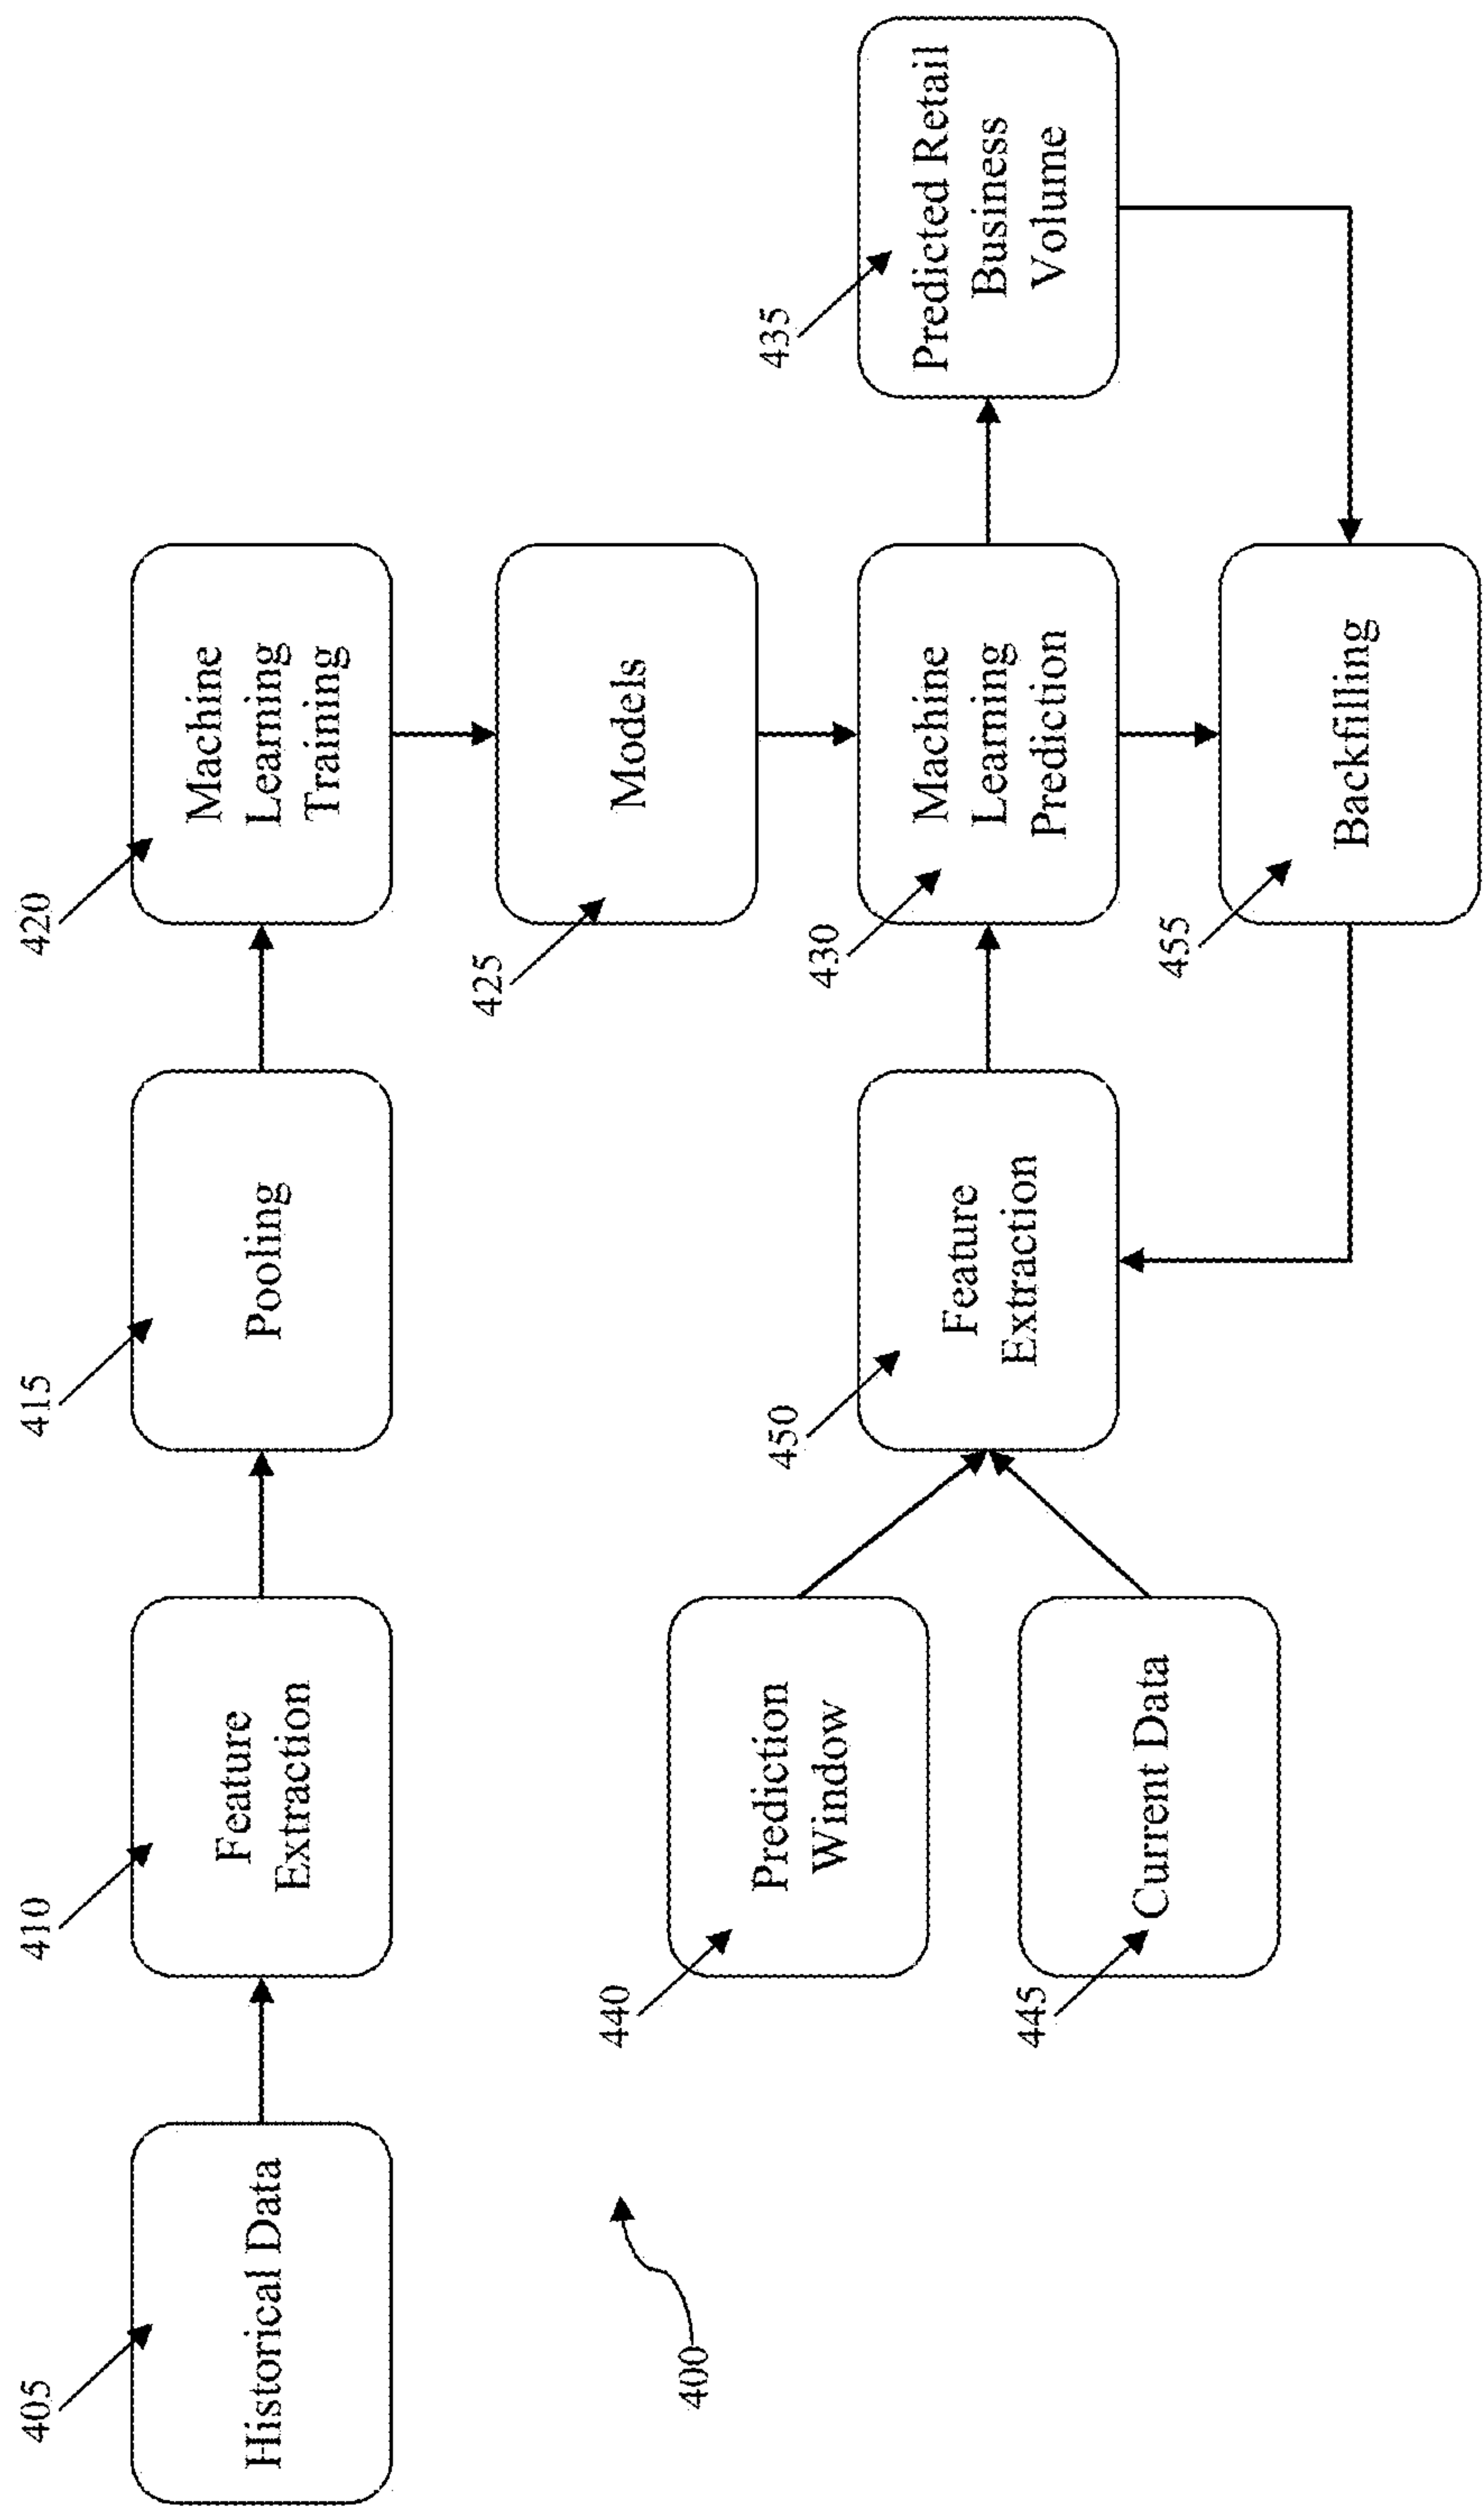 405
Historical Data
410
Feature
Extraction
415
Pooling
420
Machine
Learning
Training
425
Models
430
Machine
Learning
Prediction
435
Predicted Retail
Business
Volume
440
Prediction
Window
445
Current Data
450
Feature
Extraction
455
Backfilling
400